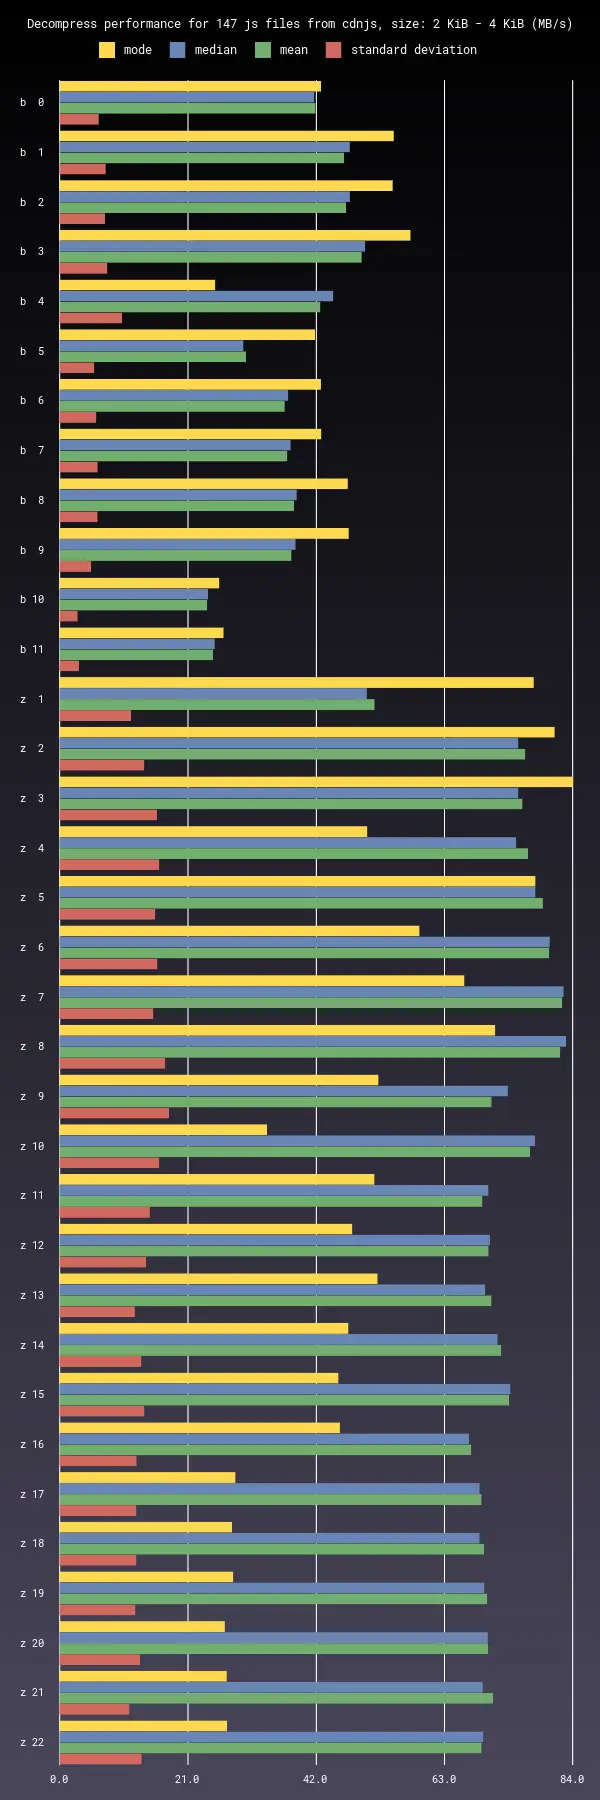 Decompress performance for 147 js files from cdnjs, size: 2 KiB - 4 KiB (MB/s)
mode median mean standard deviation
b 0
b 1
b 2
b 3
b 4
b 5
b 6
b 7
b 8
b 9
b 10
b 11
z 1
z 2
z 3
z 4
z 5
z 6
z 7
z 8
z 9
z 10
z 11
z 12
z 13
z 14
z 15
z 16
z 17
z 18
z 19
z 20
z 21
z 22
0.0 21.0 42.0 63.0 84.0